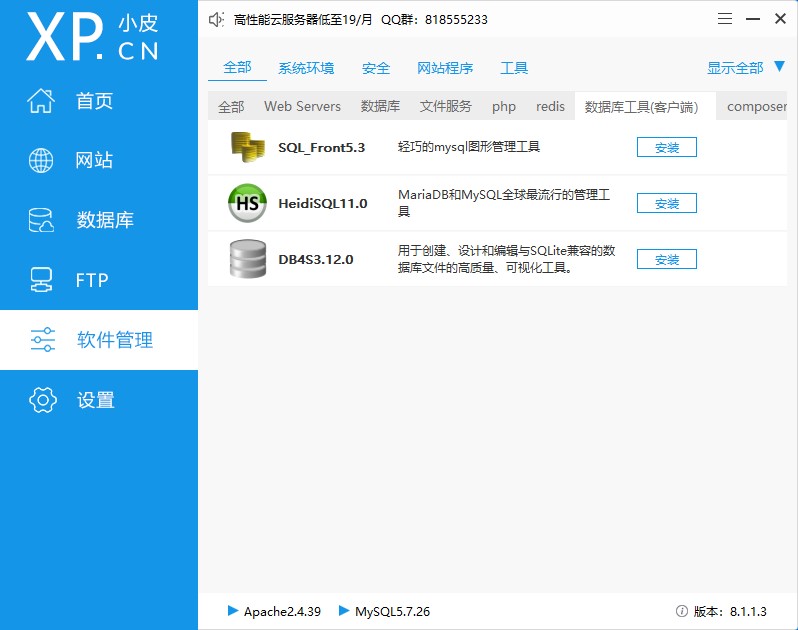 XP.CN 小皮
高性能云服务器低至19/月 QQ群：818555233
首页
网站
数据库
FTP
软件管理
设置
全部 系统环境 安全 网站程序 工具 显示全部
全部 Web Servers 数据库 文件服务 php redis 数据库工具(客户端) composer
SQL_Front5.3 轻巧的mysql图形管理工具 安装
HeidiSQL11.0 MariaDB和MySQL全球最流行的管理工
具 安装
DB4S3.12.0 用于创建、设计和编辑与SQLite兼容的数
据库文件的高质量、可视化工具。 安装
Apache2.4.39 MySQL5.7.26 版本：8.1.1.3